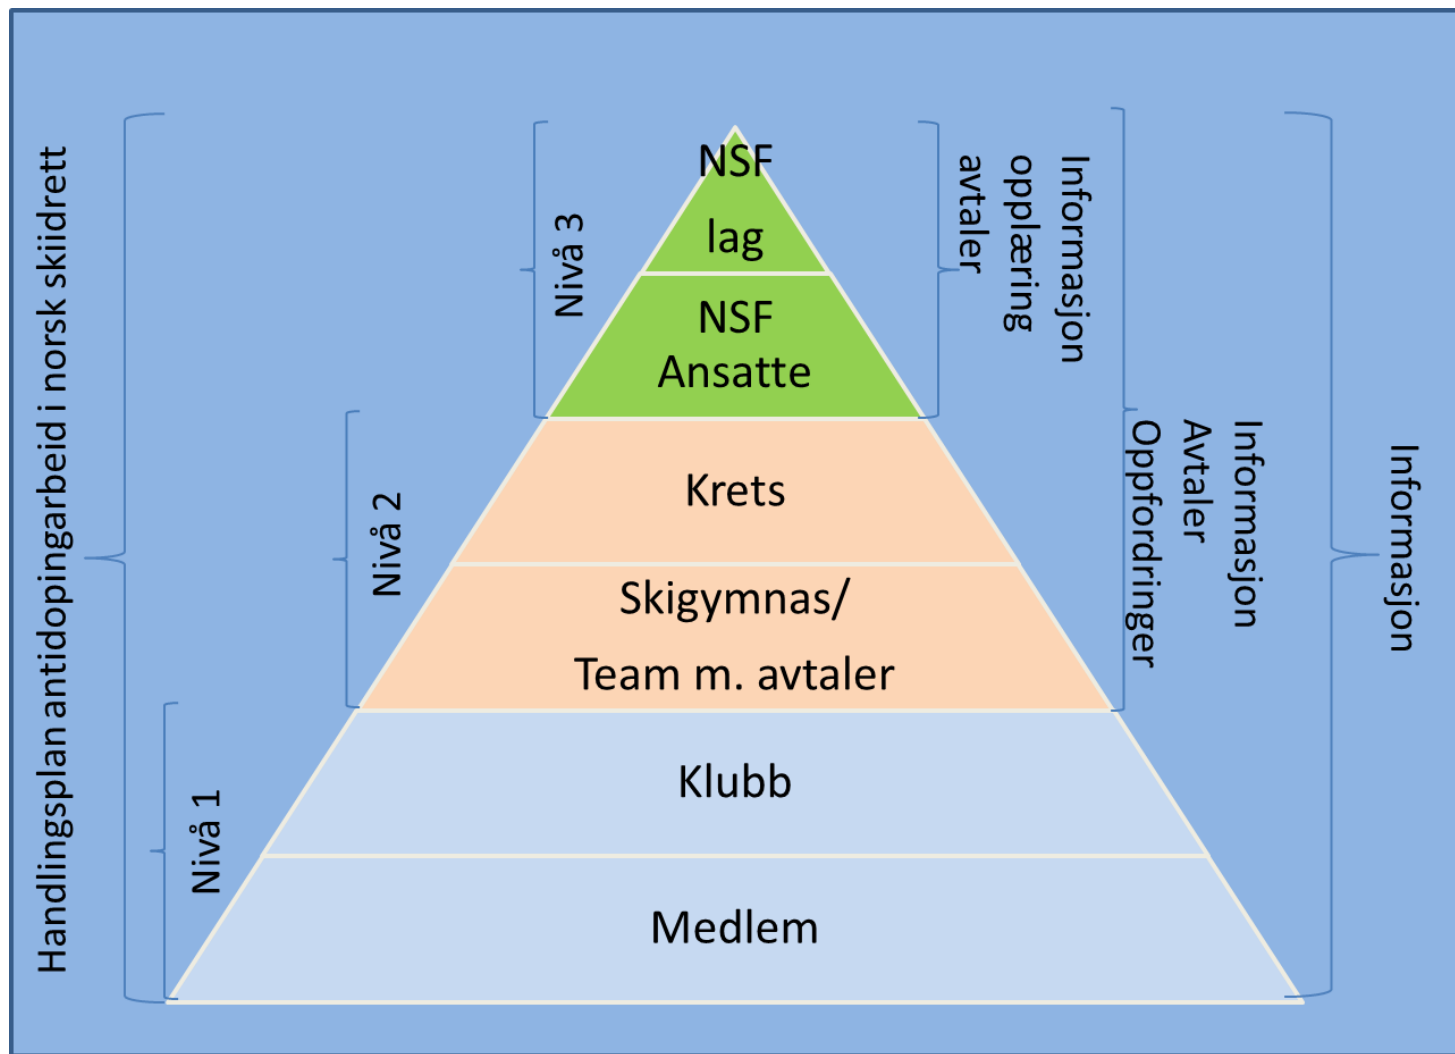 Handlingsplan antidopingarbeid i norsk skiidrett
Nivå 3
Nivå 2
Nivå 1
NSF
lag
NSF
Ansatte
Krets
Skigymnas/
Team m. avtaler
Klubb
Medlem
Informasjon
opplæring
avtaler
Informasjon
Avtaler
Oppfordringer
Informasjon